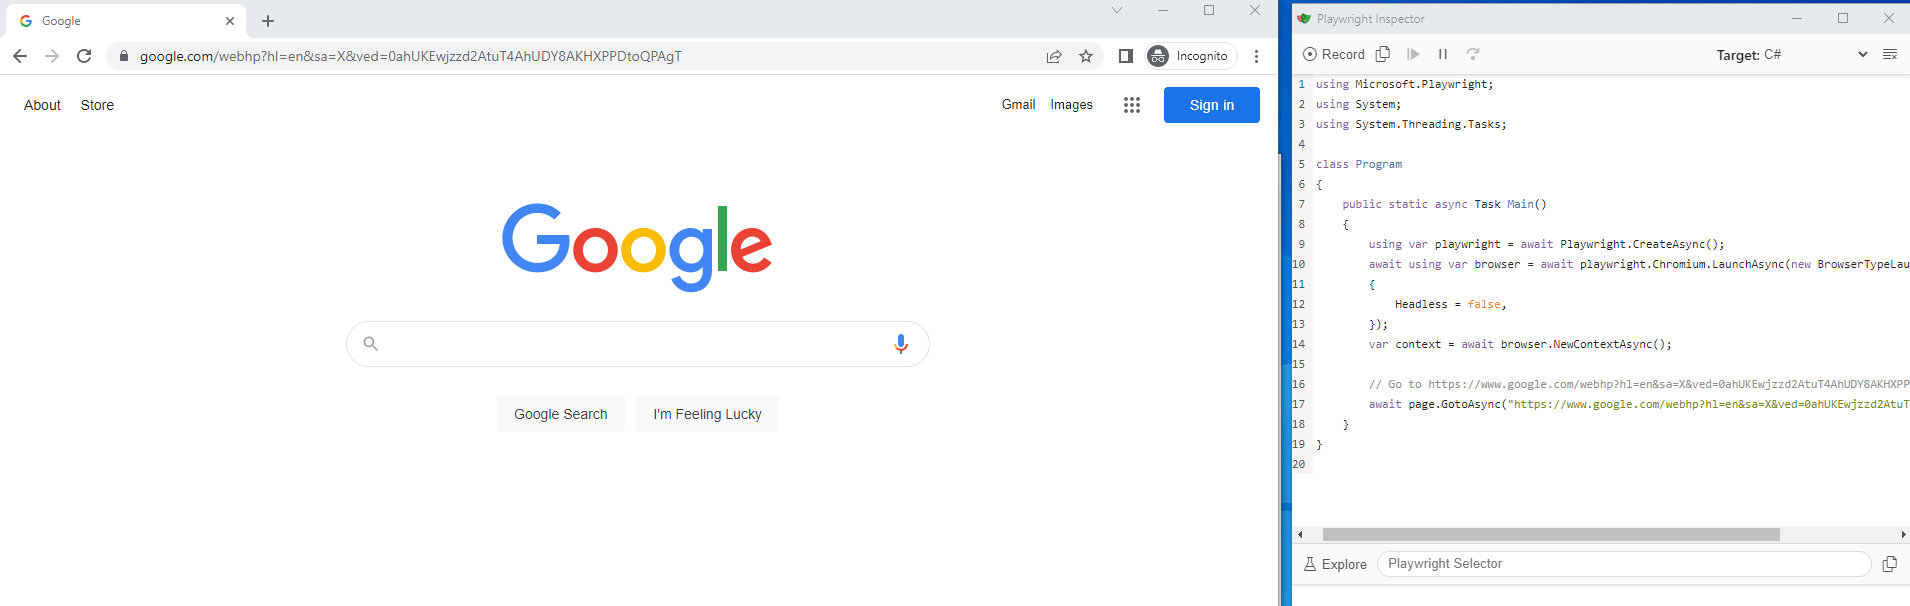 Google
google.com/webhp?hl=en&sa=X&ved=0ahUKEwjzzd2AtuT4AhUDY8AKHXPPDtoQPAgT
Incognito
About Store
Gmail Images
Sign in
Google
Google Search I'm Feeling Lucky
Playwright Inspector
Record
Target: C#
1 using Microsoft.Playwright;
2 using System;
3 using System.Threading.Tasks;
4
5 class Program
6 {
7 public static async Task Main()
8 {
9 using var playwright = await Playwright.CreateAsync();
10 await using var browser = await playwright.Chromium.LaunchAsync(new BrowserTypeLau
11 {
12 Headless = false,
13 });
14 var context = await browser.NewContextAsync();
15
16 // Go to https://www.google.com/webhp?hl=en&sa=X&ved=0ahUKEwjzzd2AtuT4AhUDY8AKHXPP
17 await page.GotoAsync("https://www.google.com/webhp?hl=en&sa=X&ved=0ahUKEwjzzd2AtuT
18 }
19 }
20
Explore
Playwright Selector